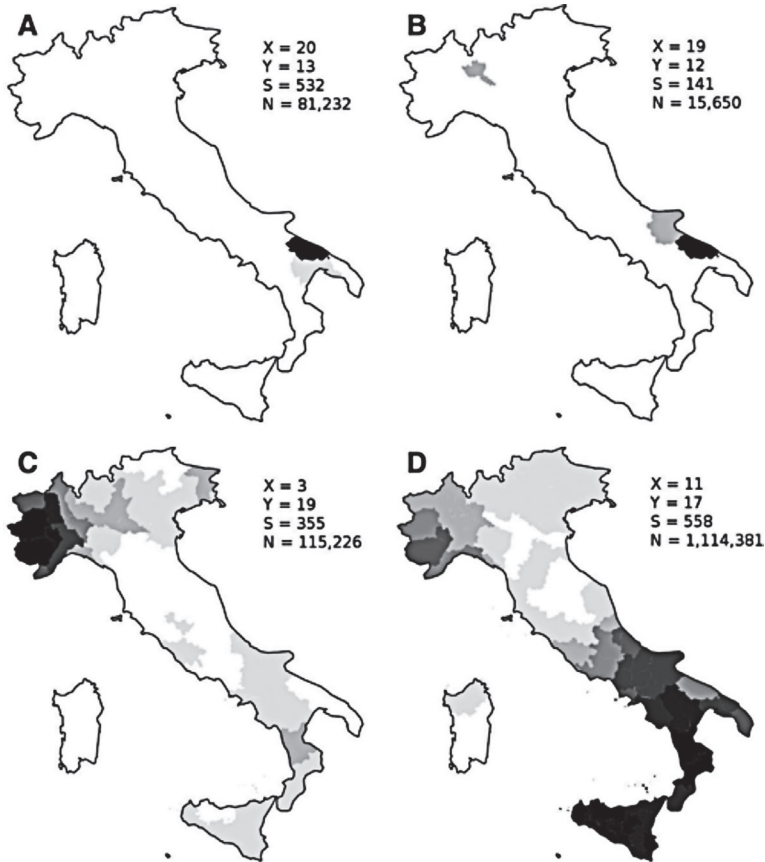 A
X = 20
Y = 13
S = 532
N = 81,232
B
X = 19
Y = 12
S = 141
N = 15,650
C
X = 3
Y = 19
S = 355
N = 115,226
D
X = 11
Y = 17
S = 558
N = 1,114,381